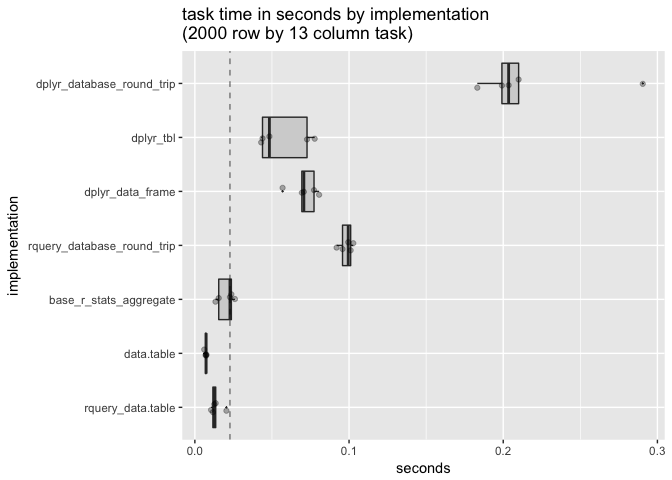 task time in seconds by implementation
(2000 row by 13 column task)
implementation
dplyr_database_round_trip
dplyr_tbl
dplyr_data_frame
rquery_database_round_trip
base_r_stats_aggregate
data.table
rquery_data.table
0.0 0.1 0.2 0.3
seconds